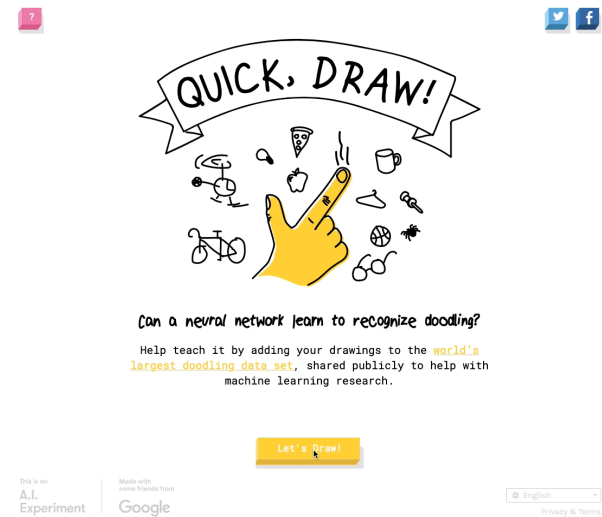 ?
QUICK, DRAW!
Can a neural network learn to recognize doodling?
Help teach it by adding your drawings to the world's
largest doodling data set, shared publicly to help with
machine learning research.
Let's Draw!
This is an
A.I.
Experiment
Made with
some friends from
Google
English
Privacy & Terms